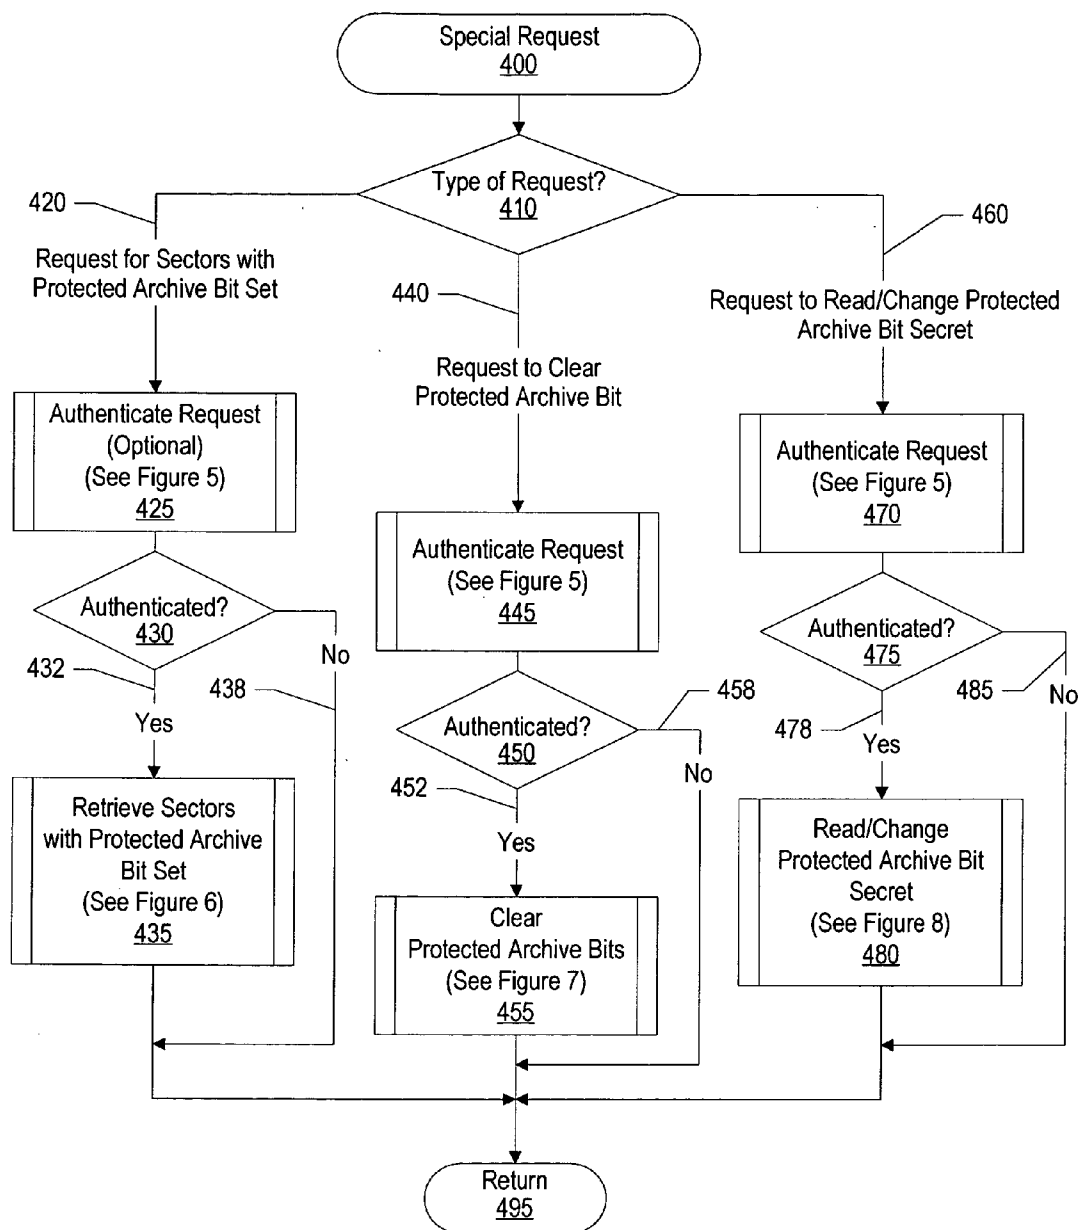 Special Request
400
Type of Request?
410
420
Request for Sectors with
Protected Archive Bit Set
440
Request to Clear
Protected Archive Bit
460
Request to Read/Change Protected
Archive Bit Secret
Authenticate Request
(Optional)
(See Figure 5)
425
Authenticated?
430
432
Yes
No
438
Retrieve Sectors
with Protected Archive
Bit Set
(See Figure 6)
435
Authenticate Request
(See Figure 5)
445
Authenticated?
450
452
Yes
458
No
Clear
Protected Archive Bits
(See Figure 7)
455
Authenticate Request
(See Figure 5)
470
Authenticated?
475
478
Yes
485
No
Read/Change
Protected Archive Bit
Secret
(See Figure 8)
480
Return
495